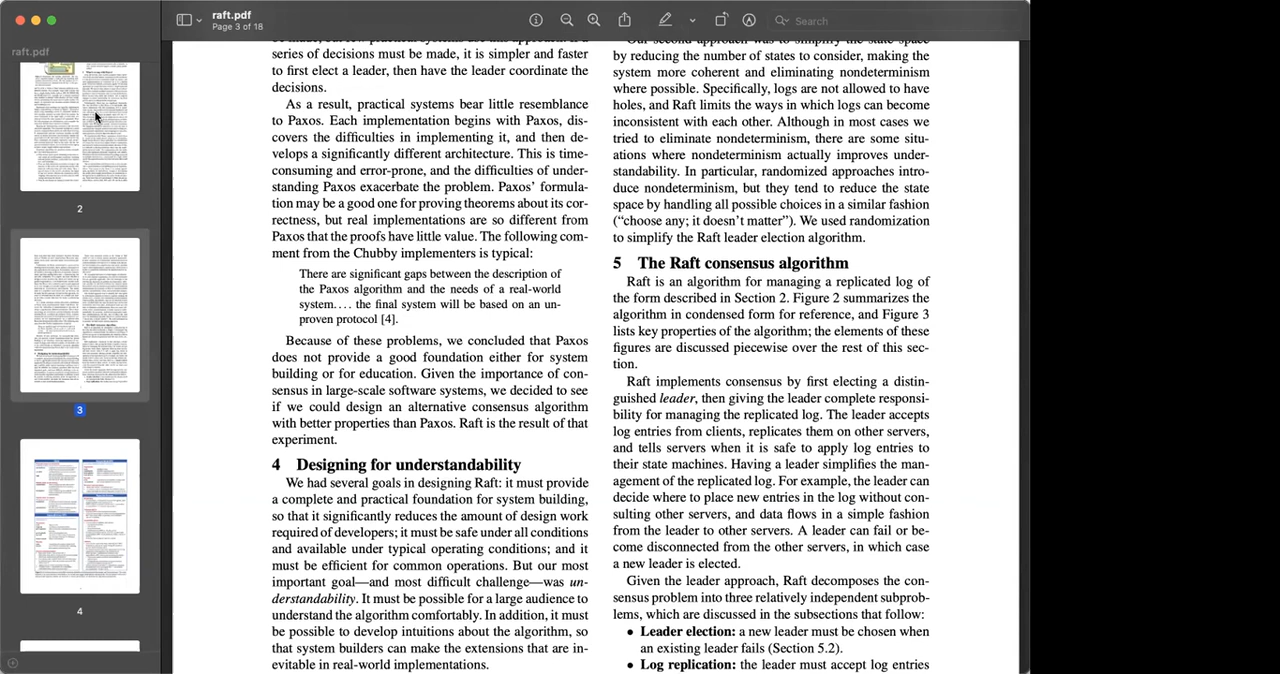 raft.pdf
Page 3 of 18
Search
raft.pdf
2
3
4
series of decisions must be made, it is simpler and faster
to first elect a leader, then have the leader coordinate the
decisions.
As a result, practical systems bear little resemblance
to Paxos. Each implementation begins with Paxos, dis-
covers the difficulties in implementing it, and then de-
velops a significantly different architecture. This is time-
consuming and error-prone, and the difficulties of under-
standing Paxos exacerbate the problem. Paxos’ formula-
tion may be a good one for proving theorems about its cor-
rectness, but real implementations are so different from
Paxos that the proofs have little value. The following com-
ment from the Chubby implementers is typical:
There are significant gaps between the description of
the Paxos algorithm and the needs of a real-world
system. . . . the final system will be based on an un-
proven protocol [4].
Because of these problems, we concluded that Paxos
does not provide a good foundation either for system
building or for education. Given the importance of con-
sensus in large-scale software systems, we decided to see
if we could design an alternative consensus algorithm
with better properties than Paxos. Raft is the result of that
experiment.
4 Designing for understandability
We had several goals in designing Raft: it must provide
a complete and practical foundation for system building,
so that it significantly reduces the amount of design work
required of developers; it must be safe under all conditions
and available under typical operating conditions; and it
must be efficient for common operations. But our most
important goal—and most difficult challenge—was un-
derstandability. It must be possible for a large audience to
understand the algorithm comfortably. In addition, it must
be possible to develop intuitions about the algorithm, so
that system builders can make the extensions that are in-
evitable in real-world implementations.
by reducing the number of states to consider, making the
system more coherent and eliminating nondeterminism
where possible. Specifically, logs are not allowed to have
holes, and Raft limits the ways in which logs can become
inconsistent with each other. Although in most cases we
tried to eliminate nondeterminism, there are some situ-
ations where nondeterminism actually improves under-
standability. In particular, randomized approaches intro-
duce nondeterminism, but they tend to reduce the state
space by handling all possible choices in a similar fashion
(“choose any; it doesn’t matter”). We used randomization
to simplify the Raft leader election algorithm.
5 The Raft consensus algorithm
Raft is an algorithm for managing a replicated log of
the form described in Section 2. Figure 2 summarizes the
algorithm in condensed form for reference, and Figure 3
lists key properties of the algorithm; the elements of these
figures are discussed piecewise over the rest of this sec-
tion.
Raft implements consensus by first electing a distin-
guished leader, then giving the leader complete responsi-
bility for managing the replicated log. The leader accepts
log entries from clients, replicates them on other servers,
and tells servers when it is safe to apply log entries to
their state machines. Having a leader simplifies the man-
agement of the replicated log. For example, the leader can
decide where to place new entries in the log without con-
sulting other servers, and data flows in a simple fashion
from the leader to other servers. A leader can fail or be-
come disconnected from the other servers, in which case
a new leader is elected.
Given the leader approach, Raft decomposes the con-
sensus problem into three relatively independent subprob-
lems, which are discussed in the subsections that follow:
• Leader election: a new leader must be chosen when
an existing leader fails (Section 5.2).
• Log replication: the leader must accept log entries